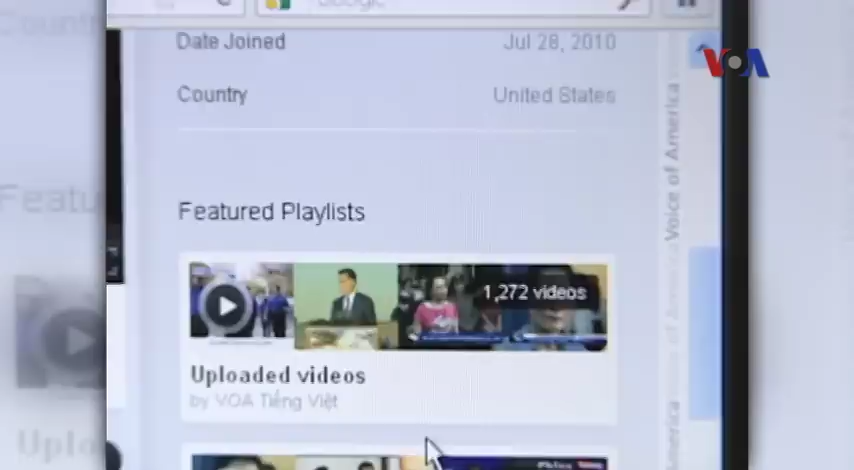 Google
VOA
Date Joined Jul 28, 2010
Country United States
Voice of America
Featured Playlists
1,272 videos
Uploaded videos
by VOA Tiếng Việt